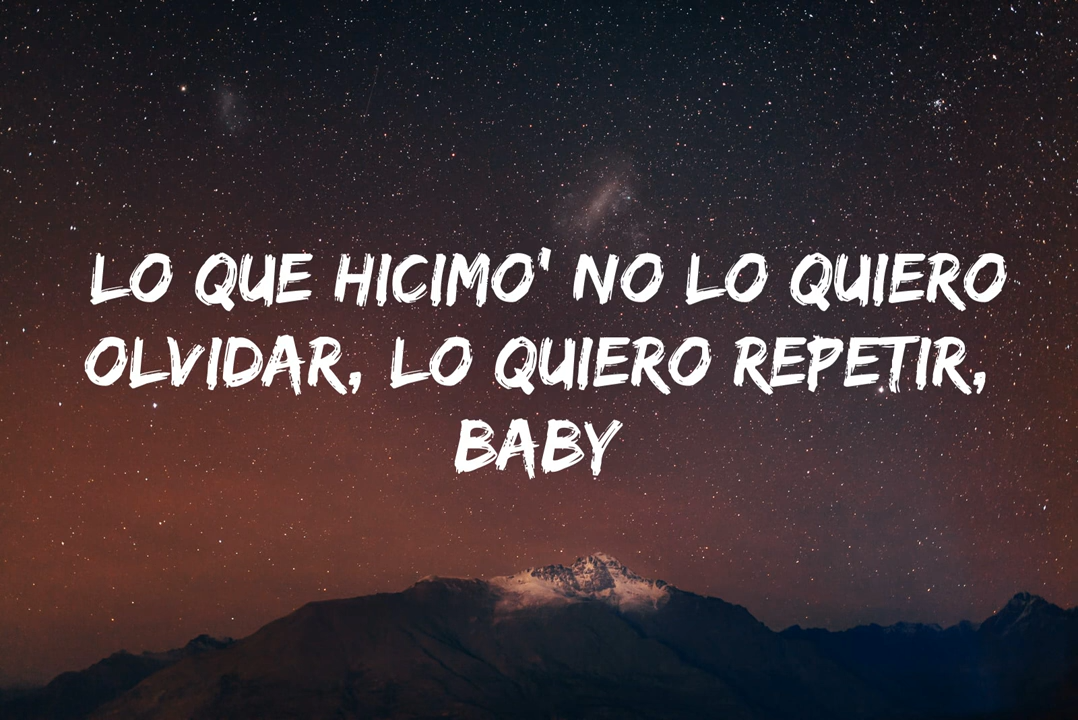 LO QUE HICIMO' NO LO QUIERO
OLVIDAR, LO QUIERO REPETIR,
BABY